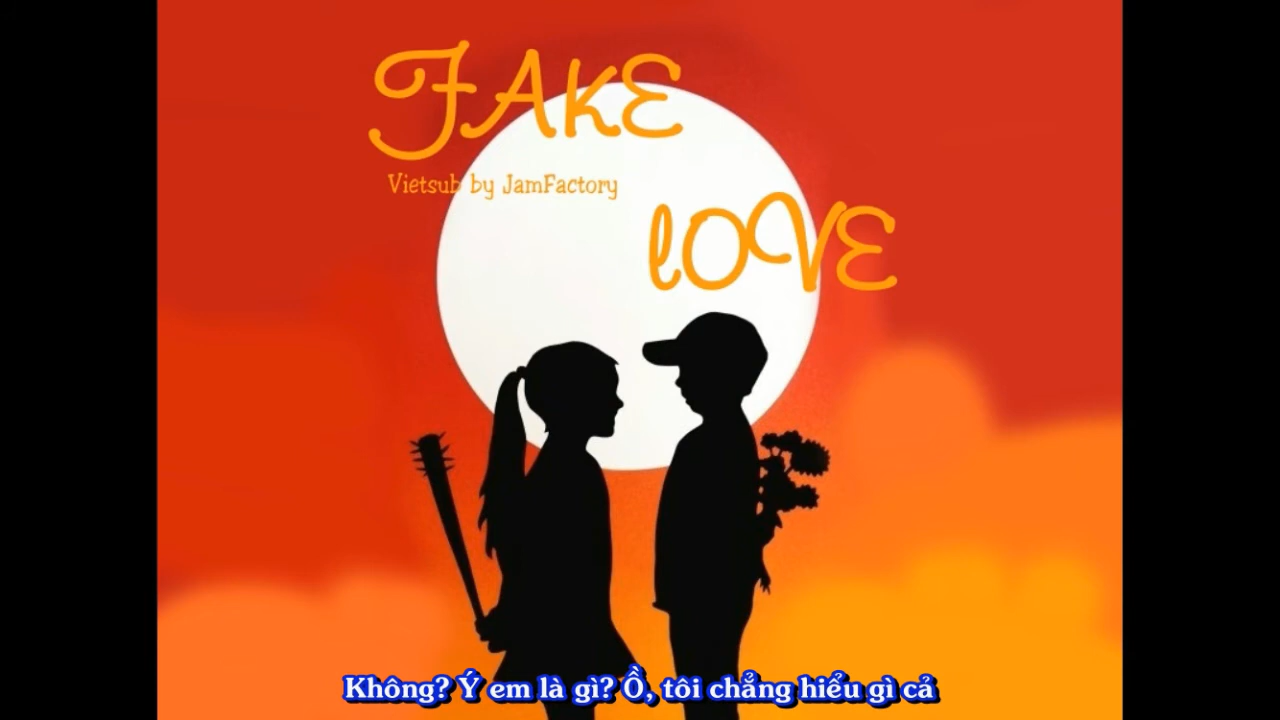 FAKE
Vietsub by JamFactory
lOVE
Không? Ý em là gì? Ồ, tôi chẳng hiểu gì cả